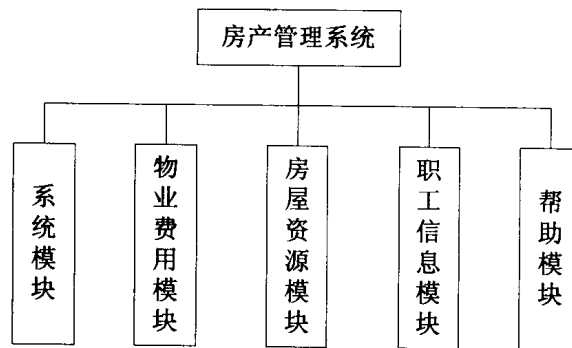 房产管理系统
系统模块
物业费用模块
房屋资源模块
职工信息模块
帮助模块